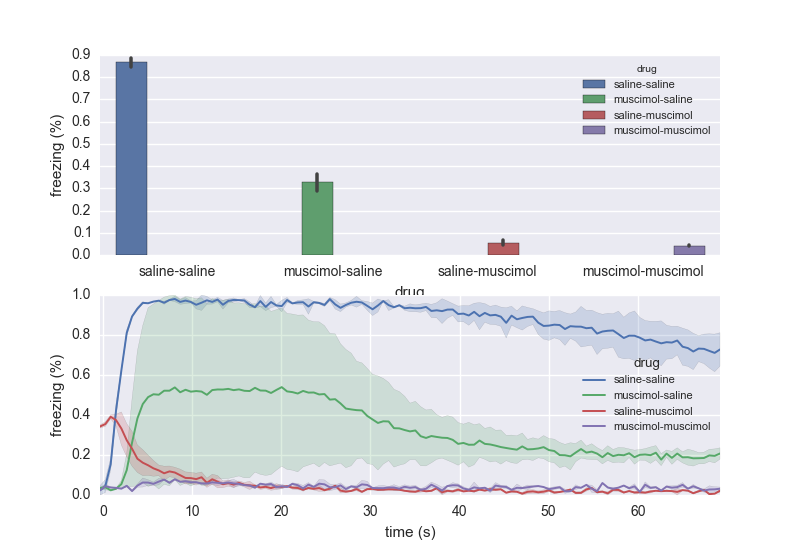 0.9
0.8
0.7
0.6
0.5
0.4
0.3
0.2
0.1
0.0
freezing (%)
drug
saline-saline
muscimol-saline
saline-muscimol
muscimol-muscimol
saline-saline muscimol-saline saline-muscimol muscimol-muscimol
drug
1.0
0.8
0.6
0.4
0.2
0.0
freezing (%)
drug
saline-saline
muscimol-saline
saline-muscimol
muscimol-muscimol
0 10 20 30 40 50 60
time (s)